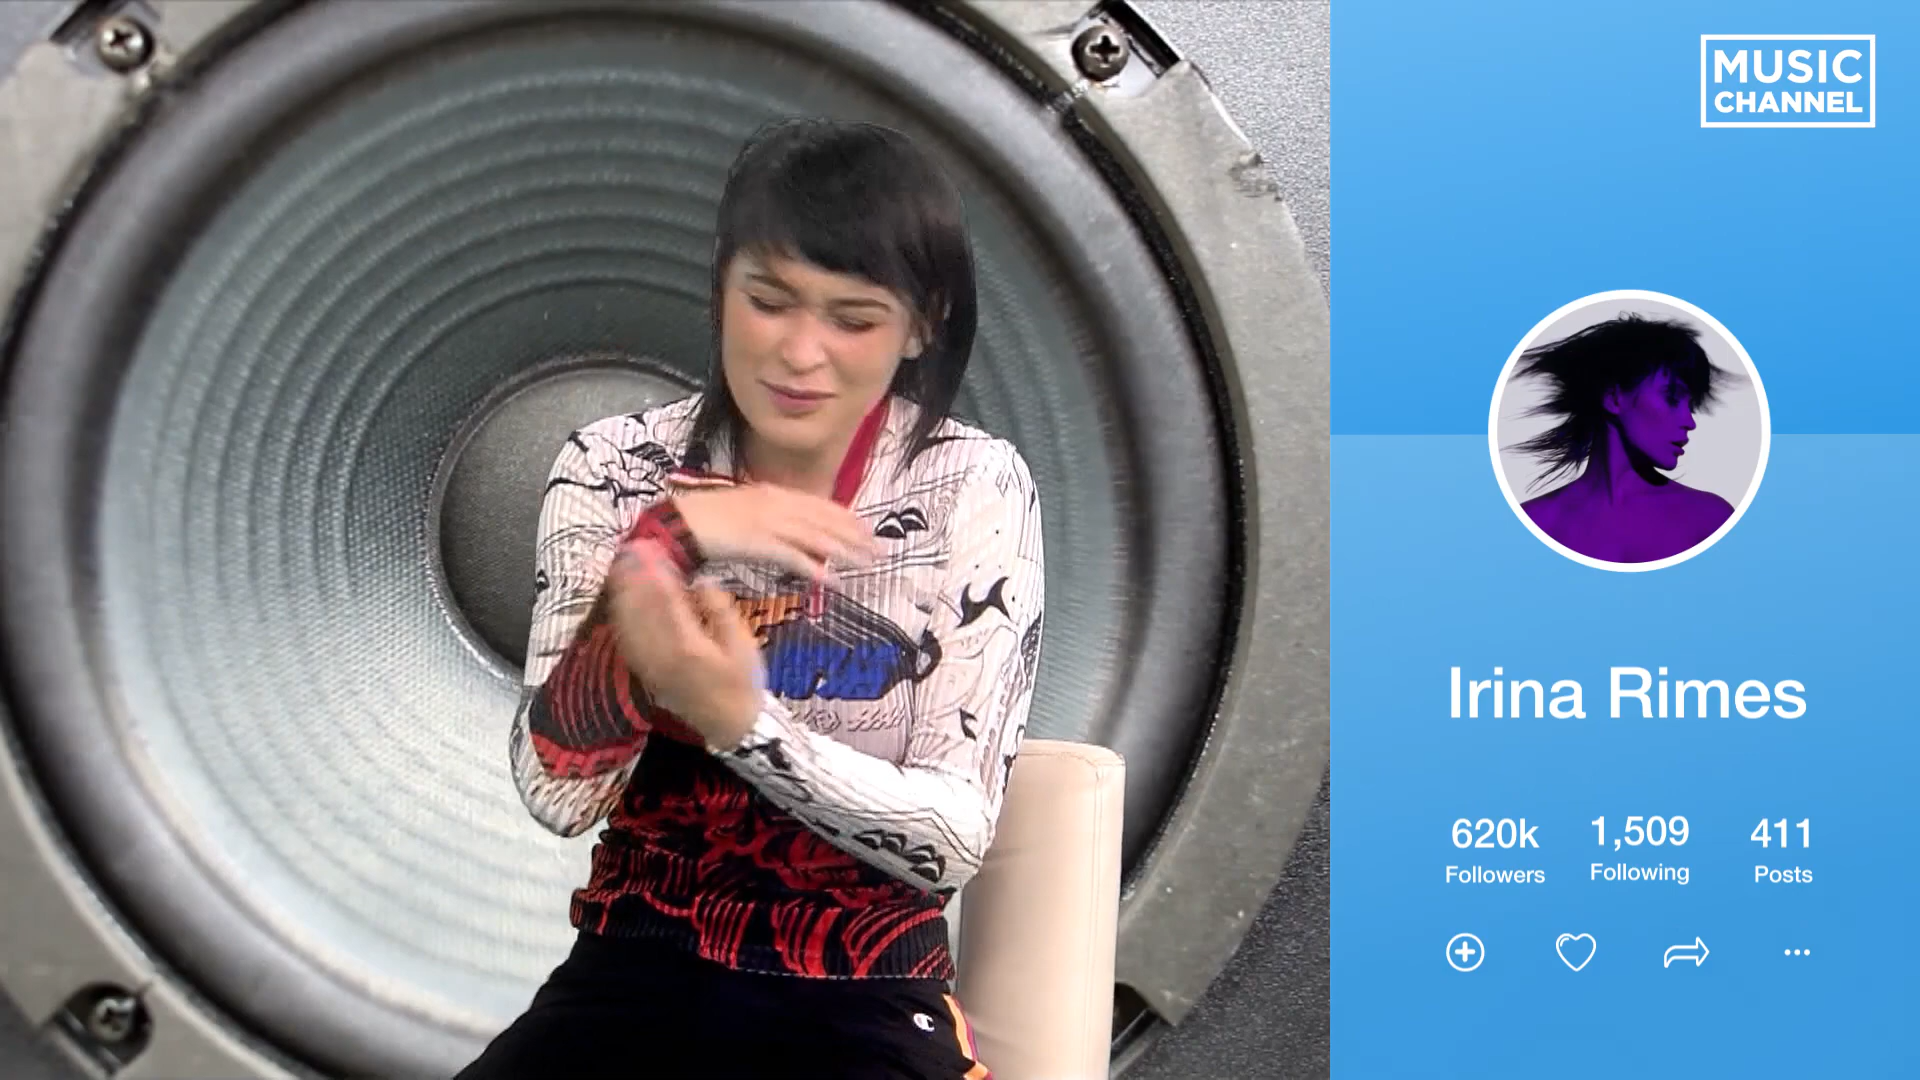 MUSIC
CHANNEL
Irina Rimes
620k
Followers
1,509
Following
411
Posts